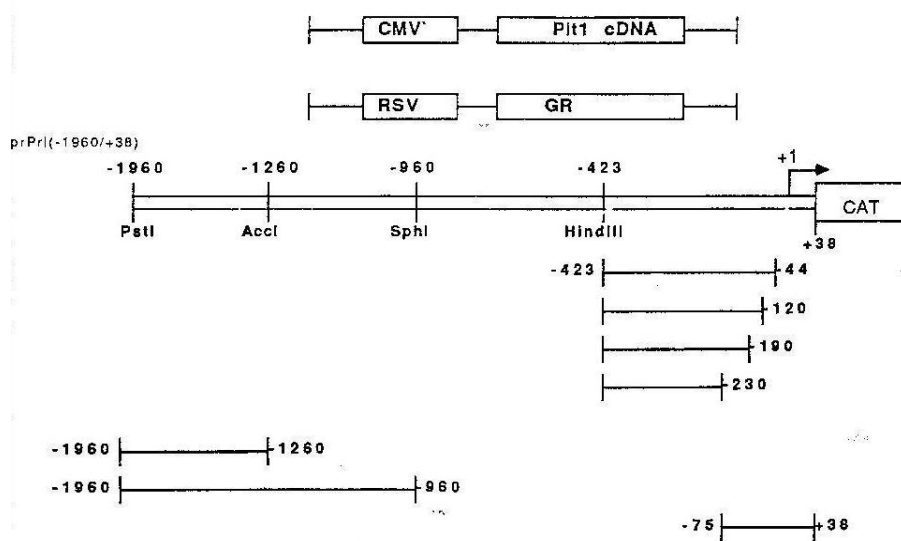 CMV` Pit1 cDNA
RSV GR
prPrl(-1960/+38)
-1960 -1260 -960 -423 +1
CAT
PstI AccI SphI HindIII +38
-423 -44
-120
-190
-230
-1960 -1260
-1960 -960
-75 +38